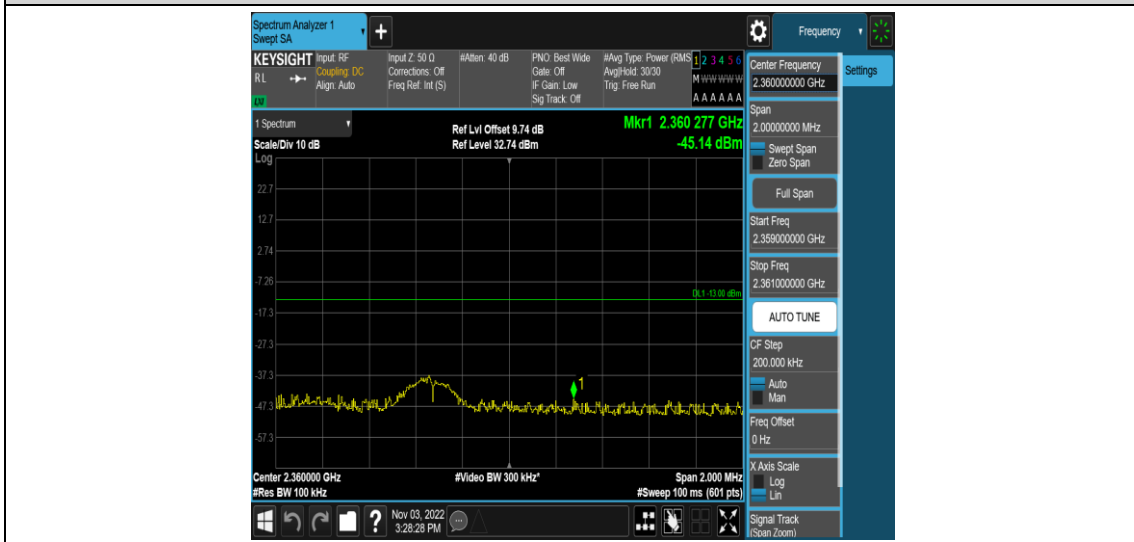 Spectrum Analyzer 1
Swept SA
+
Frequency
KEYSIGHT
RL
LXI
Input: RF
Coupling: DC
Align: Auto
Input Z: 50 Ω
Corrections: Off
Freq Ref: Int (S)
#Atten: 40 dB
PNO: Best Wide
Gate: Off
IF Gain: Low
Sig Track: Off
#Avg Type: Power (RMS
Avg|Hold: 30/30
Trig: Free Run
1 2 3 4 5 6
M W W W W W
A A A A A A
Center Frequency
2.360000000 GHz
Settings
1 Spectrum
Scale/Div 10 dB
Ref Lvl Offset 9.74 dB
Ref Level 32.74 dBm
Mkr1 2.360 277 GHz
-45.14 dBm
Log
22.7
12.7
2.74
-7.26
-17.3
-27.3
-37.3
-47.3
-57.3
DL1 -13.00 dBm
1
Span
2.00000000 MHz
Swept Span
Zero Span
Full Span
Start Freq
2.359000000 GHz
Stop Freq
2.361000000 GHz
AUTO TUNE
CF Step
200.000 kHz
Auto
Man
Freq Offset
0 Hz
X Axis Scale
Log
Lin
Signal Track
(Span Zoom)
Center 2.360000 GHz
#Res BW 100 kHz
#Video BW 300 kHz*
Span 2.000 MHz
#Sweep 100 ms (601 pts)
?
Nov 03, 2022
3:28:28 PM